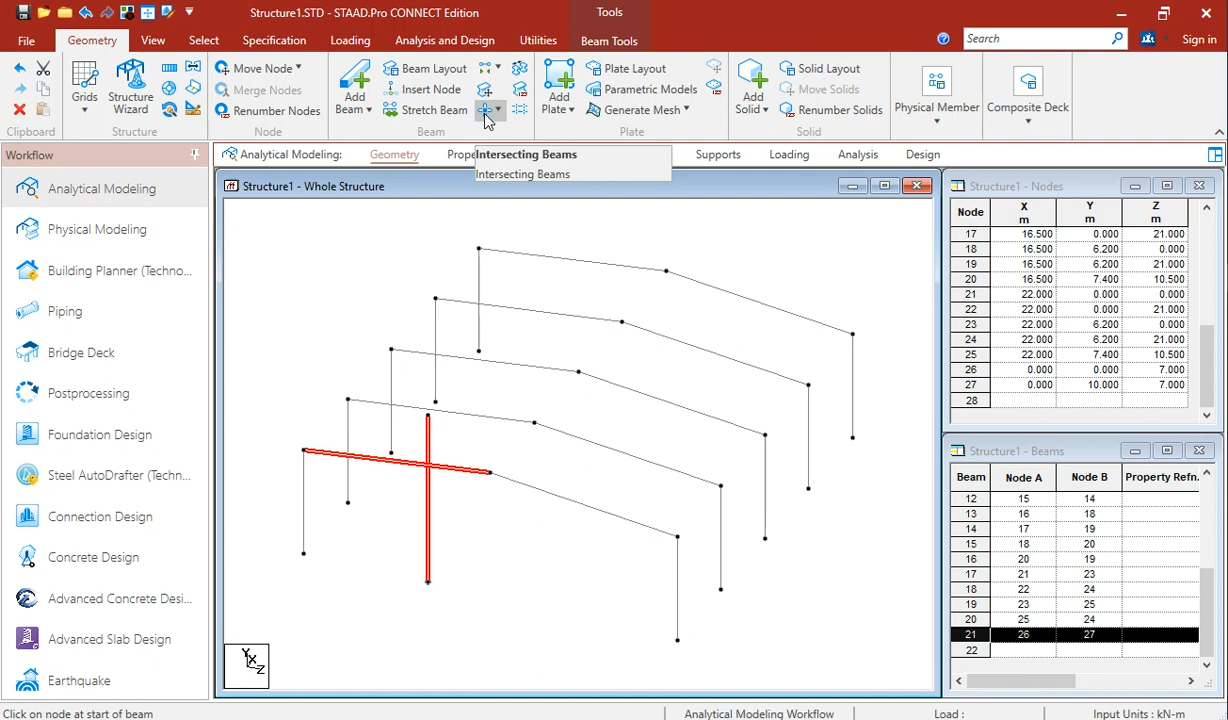 Structure1.STD - STAAD.Pro CONNECT Edition
Tools
File
Geometry
View
Select
Specification
Loading
Analysis and Design
Utilities
Beam Tools
Search
Sign in
Grids
Structure
Wizard
Move Node
Merge Nodes
Renumber Nodes
Add
Beam
Beam Layout
Insert Node
Stretch Beam
Add
Plate
Plate Layout
Parametric Models
Generate Mesh
Add
Solid
Solid Layout
Move Solids
Renumber Solids
Physical Member
Composite Deck
Clipboard
Structure
Node
Beam
Plate
Solid
Workflow
Analytical Modeling:
Geometry
Prope
Intersecting Beams
Intersecting Beams
Supports
Loading
Analysis
Design
Analytical Modeling
Physical Modeling
Building Planner (Techno...
Piping
Bridge Deck
Postprocessing
Foundation Design
Steel AutoDrafter (Techn...
Connection Design
Concrete Design
Advanced Concrete Desi...
Advanced Slab Design
Earthquake
Structure1 - Whole Structure
Y
X
Z
Structure1 - Nodes
Node X m Y m Z m
17 16.500 0.000 21.000
18 16.500 6.200 0.000
19 16.500 6.200 21.000
20 16.500 7.400 10.500
21 22.000 0.000 0.000
22 22.000 0.000 21.000
23 22.000 6.200 0.000
24 22.000 6.200 21.000
25 22.000 7.400 10.500
26 0.000 0.000 7.000
27 0.000 10.000 7.000
28
Structure1 - Beams
Beam Node A Node B Property Refn.
12 15 14
13 16 18
14 17 19
15 18 20
16 20 19
17 21 23
18 22 24
19 23 25
20 25 24
21 26 27
22
Click on node at start of beam
Analytical Modeling Workflow
Load :
Input Units : kN-m